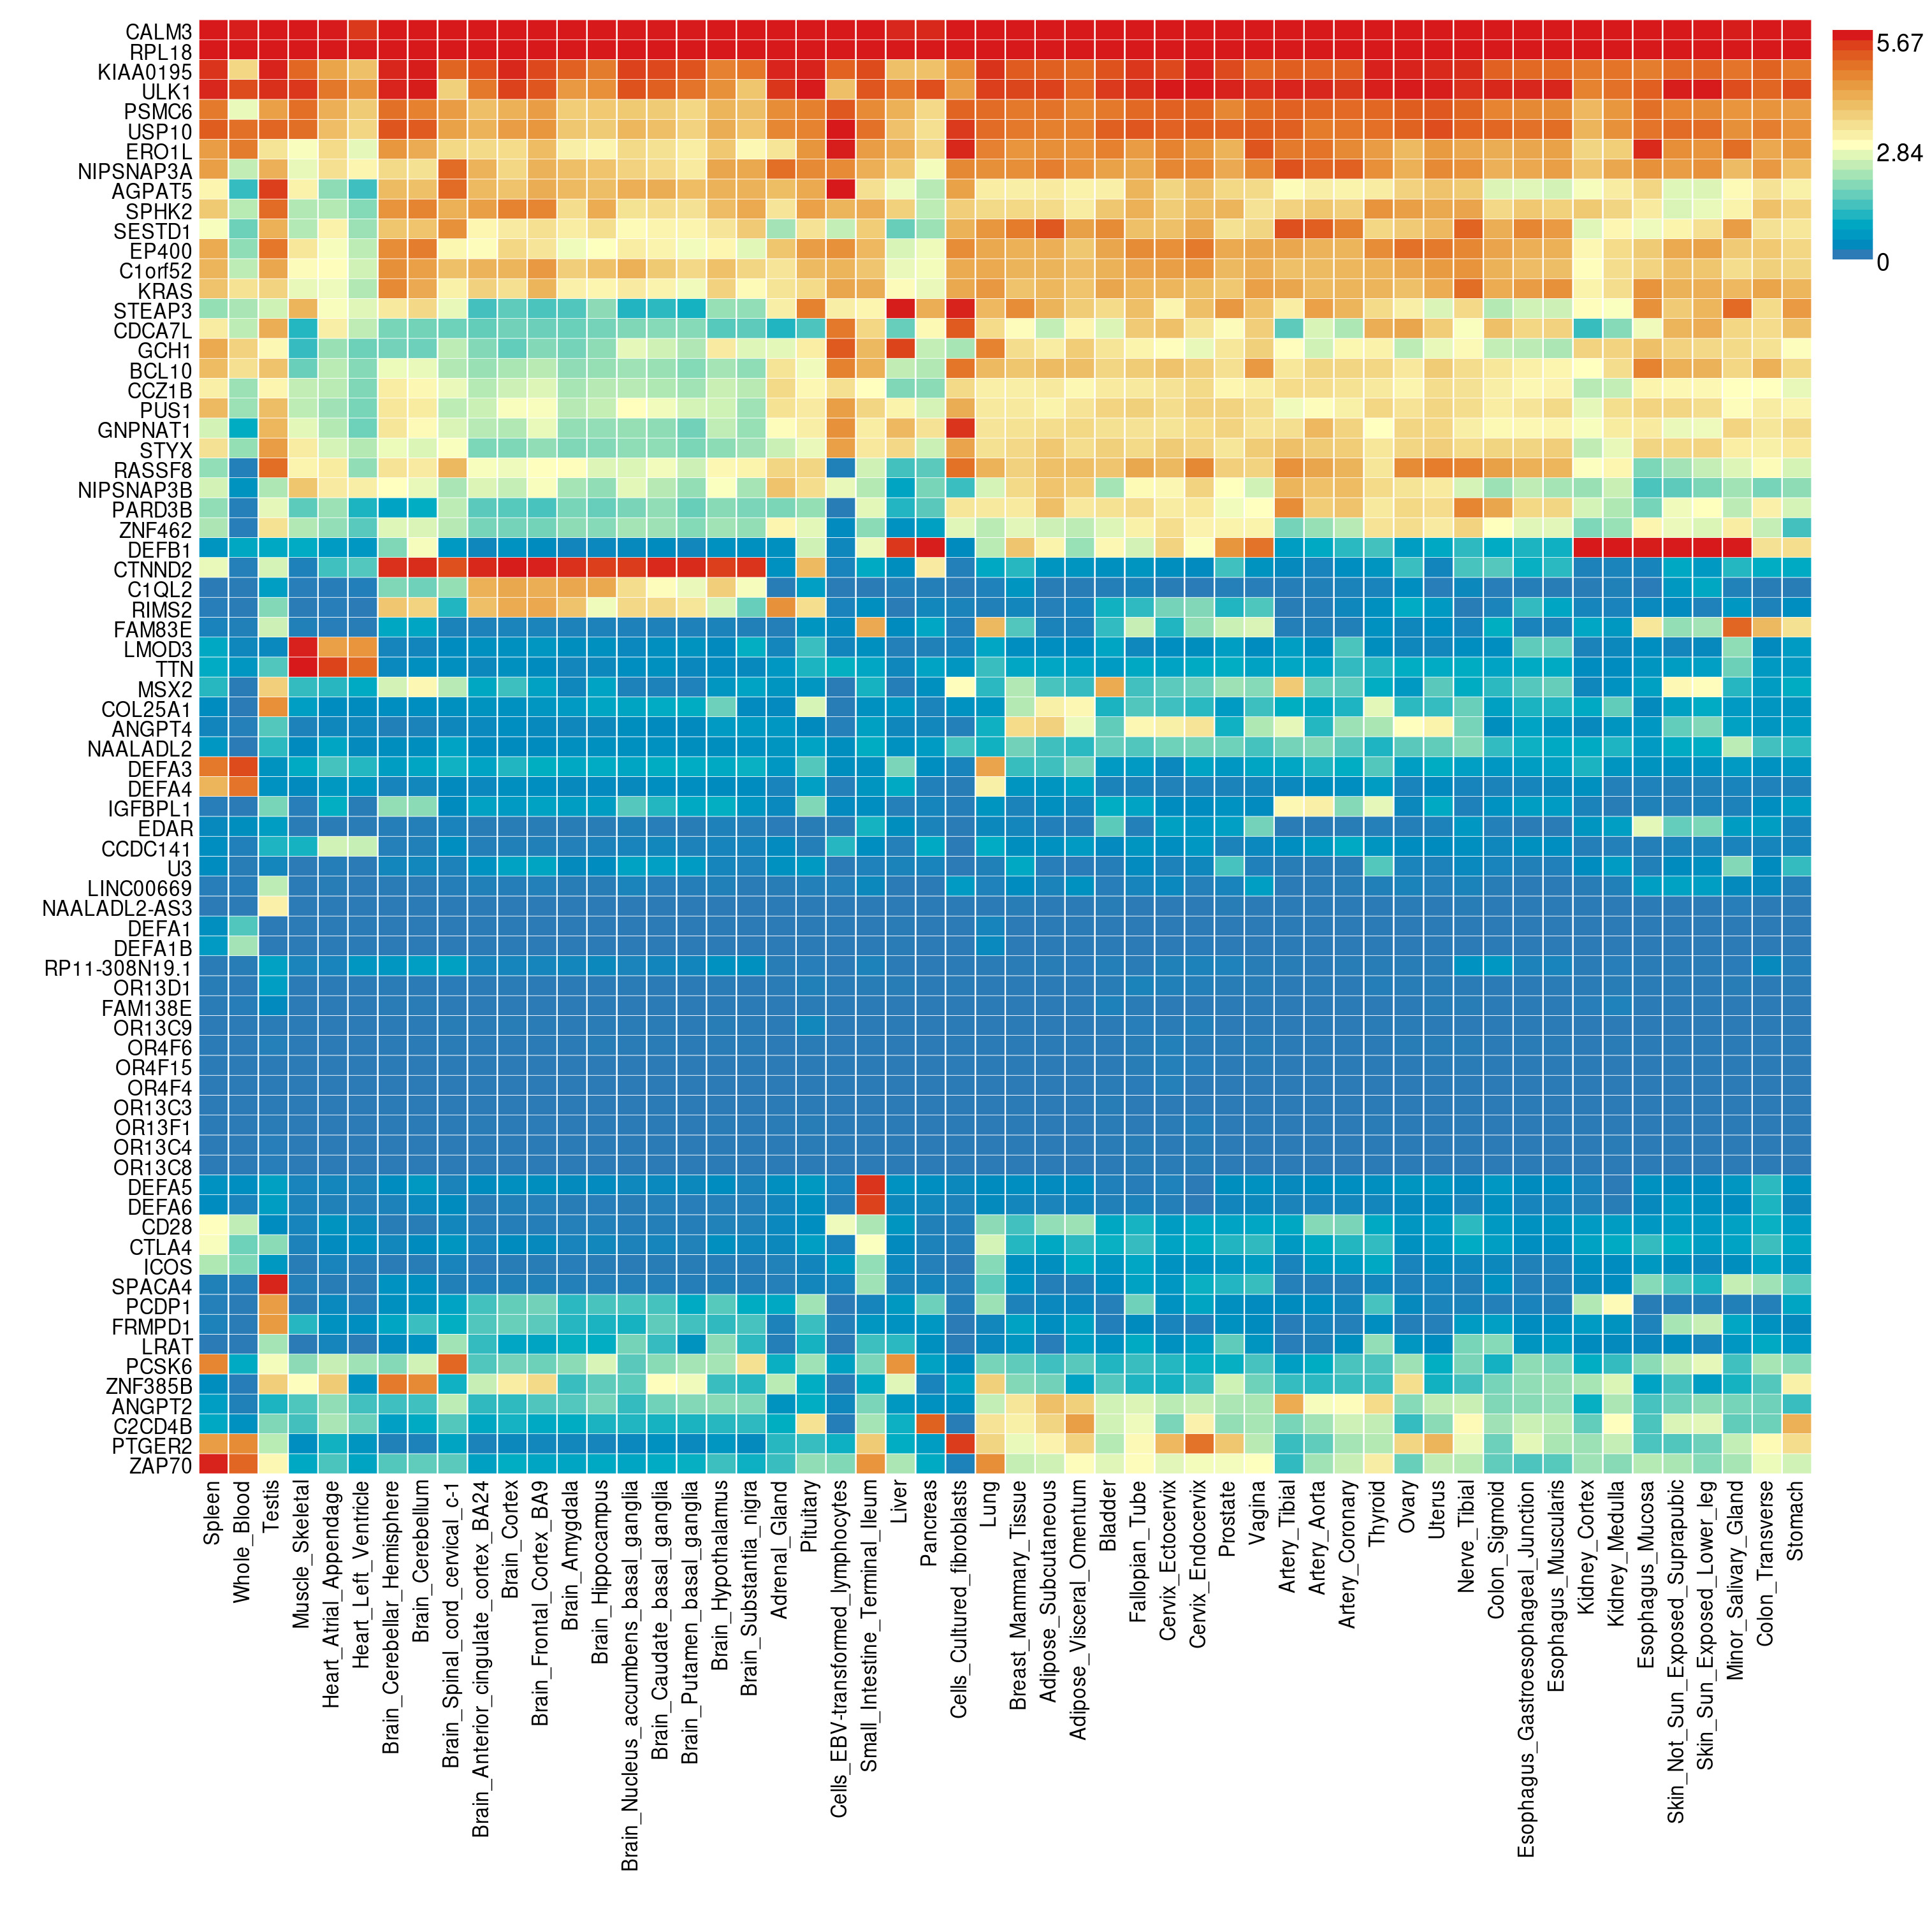 CALM3
RPL18
KIAA0195
ULK1
PSMC6
USP10
ERO1L
NIPSNAP3A
AGPAT5
SPHK2
SESTD1
EP400
C1orf52
KRAS
STEAP3
CDCA7L
GCH1
BCL10
CCZ1B
PUS1
GNPNAT1
STYX
RASSF8
NIPSNAP3B
PARD3B
ZNF462
DEFB1
CTNND2
C1QL2
RIMS2
FAM83E
LMOD3
TTN
MSX2
COL25A1
ANGPT4
NAALADL2
DEFA3
DEFA4
IGFBPL1
EDAR
CCDC141
U3
LINC00669
NAALADL2-AS3
DEFA1
DEFA1B
RP11-308N19.1
OR13D1
FAM138E
OR13C9
OR4F6
OR4F15
OR4F4
OR13C3
OR13F1
OR13C4
OR13C8
DEFA5
DEFA6
CD28
CTLA4
ICOS
SPACA4
PCDP1
FRMPD1
LRAT
PCSK6
ZNF385B
ANGPT2
C2CD4B
PTGER2
ZAP70
5.67
2.84
0
Spleen
Whole_Blood
Testis
Muscle_Skeletal
Heart_Atrial_Appendage
Heart_Left_Ventricle
Brain_Cerebellar_Hemisphere
Brain_Cerebellum
Brain_Spinal_cord_cervical_c-1
Brain_Anterior_cingulate_cortex_BA24
Brain_Cortex
Brain_Frontal_Cortex_BA9
Brain_Amygdala
Brain_Hippocampus
Brain_Nucleus_accumbens_basal_ganglia
Brain_Caudate_basal_ganglia
Brain_Putamen_basal_ganglia
Brain_Hypothalamus
Brain_Substantia_nigra
Adrenal_Gland
Pituitary
Cells_EBV-transformed_lymphocytes
Small_Intestine_Terminal_Ileum
Liver
Pancreas
Cells_Cultured_fibroblasts
Lung
Breast_Mammary_Tissue
Adipose_Subcutaneous
Adipose_Visceral_Omentum
Bladder
Fallopian_Tube
Cervix_Ectocervix
Cervix_Endocervix
Prostate
Vagina
Artery_Tibial
Artery_Aorta
Artery_Coronary
Thyroid
Ovary
Uterus
Nerve_Tibial
Colon_Sigmoid
Esophagus_Gastroesophageal_Junction
Esophagus_Muscularis
Kidney_Cortex
Kidney_Medulla
Esophagus_Mucosa
Skin_Not_Sun_Exposed_Suprapubic
Skin_Sun_Exposed_Lower_leg
Minor_Salivary_Gland
Colon_Transverse
Stomach